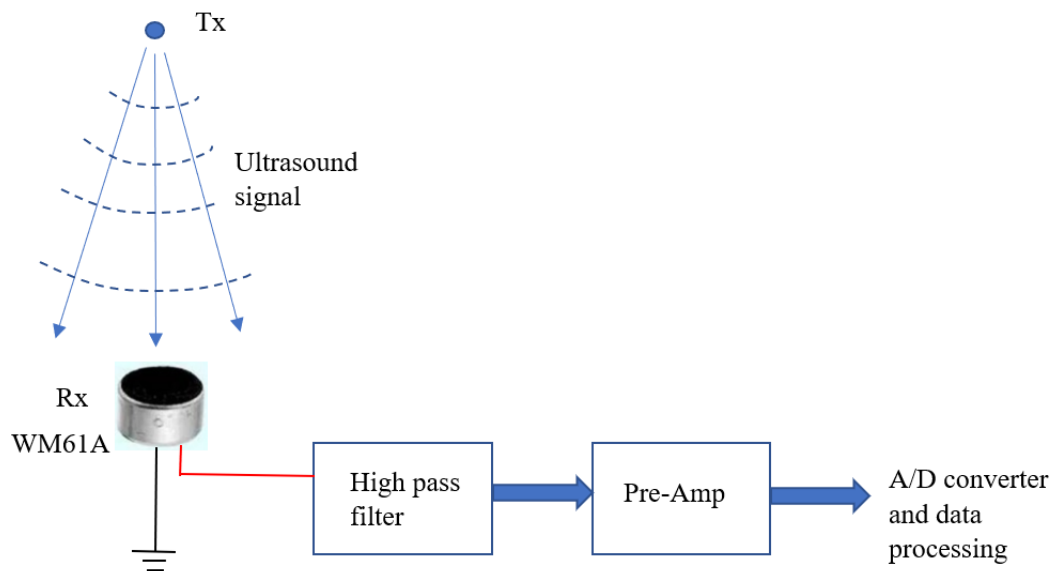 Tx
Ultrasound
signal
Rx
WM61A
High pass
filter
Pre-Amp
A/D converter
and data
processing